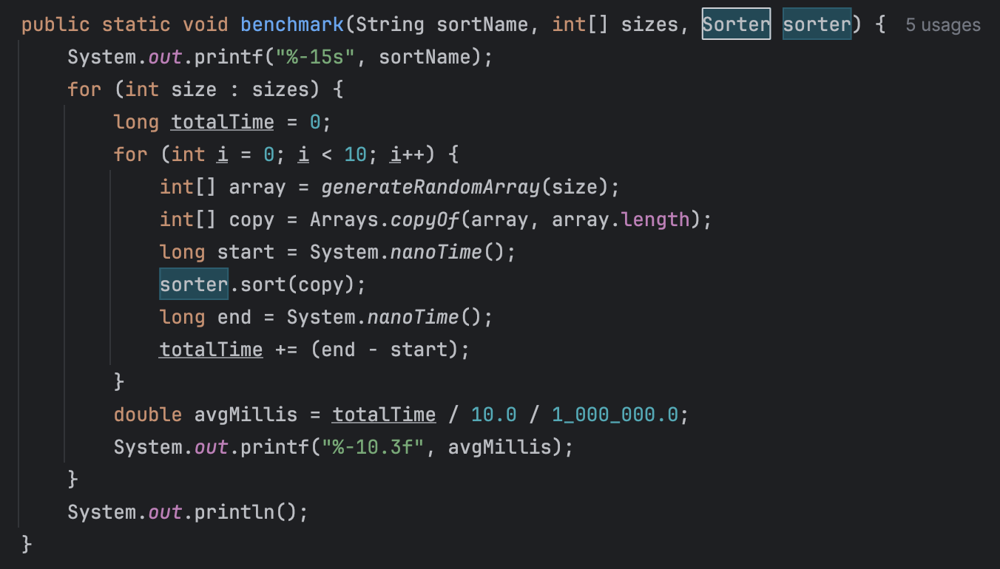 public static void benchmark(String sortName, int[] sizes, Sorter sorter) { 5 usages
    System.out.printf("%-15s", sortName);
    for (int size : sizes) {
        long totalTime = 0;
        for (int i = 0; i < 10; i++) {
            int[] array = generateRandomArray(size);
            int[] copy = Arrays.copyOf(array, array.length);
            long start = System.nanoTime();
            sorter.sort(copy);
            long end = System.nanoTime();
            totalTime += (end - start);
        }
        double avgMillis = totalTime / 10.0 / 1_000_000.0;
        System.out.printf("%-10.3f", avgMillis);
    }
    System.out.println();
}